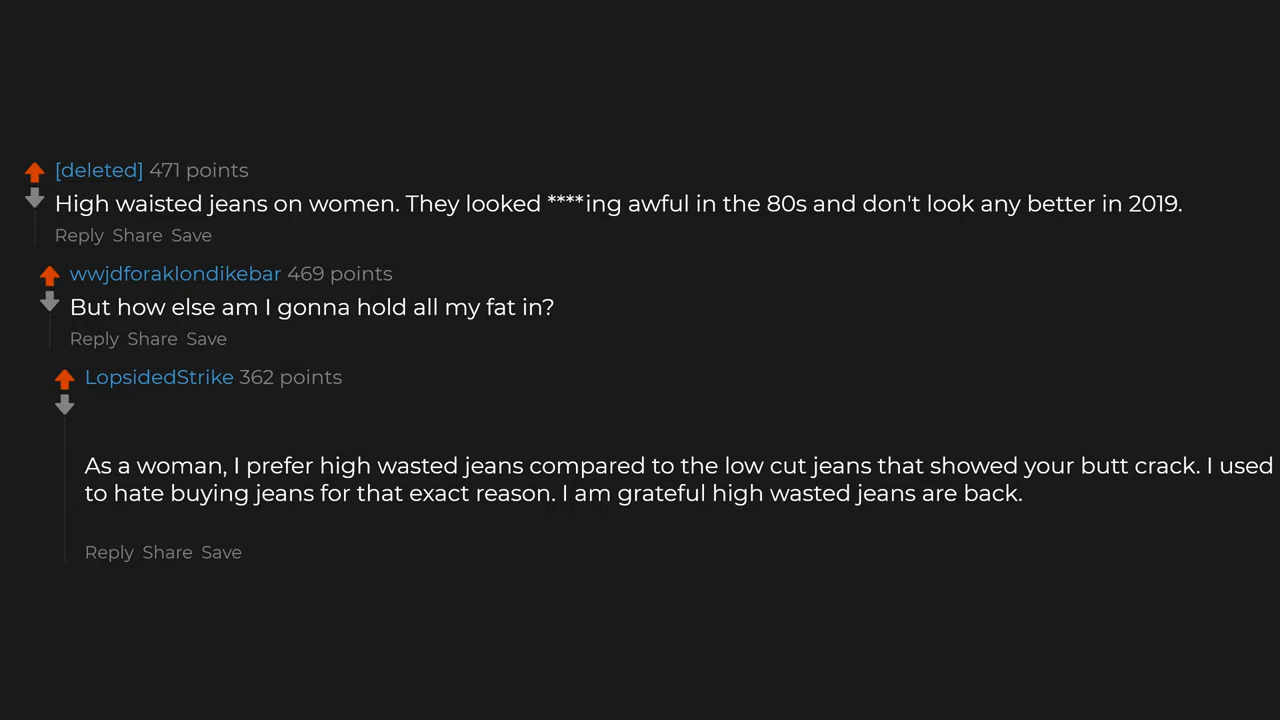 [deleted] 471 points
High waisted jeans on women. They looked ****ing awful in the 80s and don't look any better in 2019.
Reply Share Save
wwjdforaklondikebar 469 points
But how else am I gonna hold all my fat in?
Reply Share Save
LopsidedStrike 362 points
As a woman, I prefer high wasted jeans compared to the low cut jeans that showed your butt crack. I used
to hate buying jeans for that exact reason. I am grateful high wasted jeans are back.
Reply Share Save